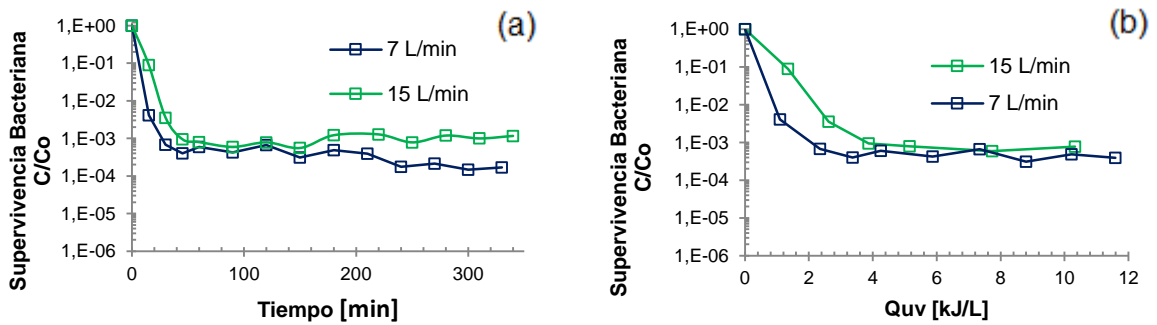 (a)
Supervivencia Bacteriana
C/Co
1,E+00
1,E-01
1,E-02
1,E-03
1,E-04
1,E-05
1,E-06
7 L/min
15 L/min
0
100
200
300
Tiempo [min]
(b)
Supervivencia Bacteriana
C/Co
1,E+00
1,E-01
1,E-02
1,E-03
1,E-04
1,E-05
1,E-06
15 L/min
7 L/min
0
2
4
6
8
10
12
Quv [kJ/L]